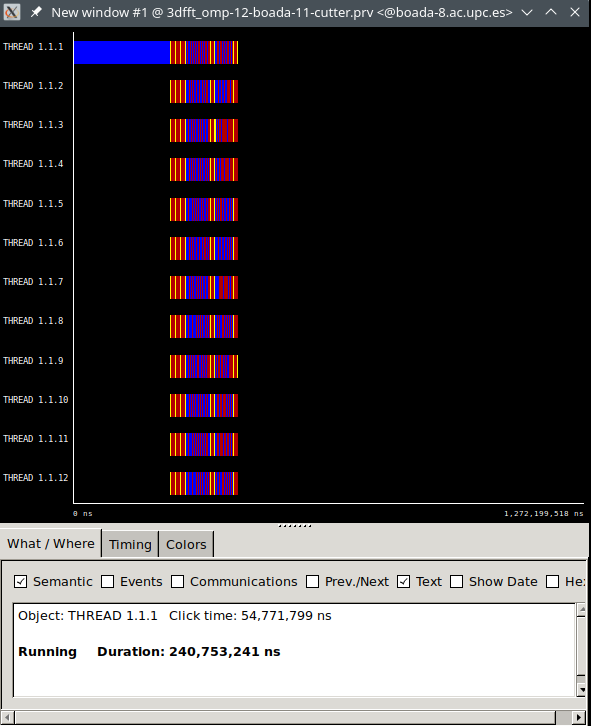 New window #1 @ 3dfft_omp-12-boada-11-cutter.prv <@boada-8.ac.upc.es>
THREAD 1.1.1
THREAD 1.1.2
THREAD 1.1.3
THREAD 1.1.4
THREAD 1.1.5
THREAD 1.1.6
THREAD 1.1.7
THREAD 1.1.8
THREAD 1.1.9
THREAD 1.1.10
THREAD 1.1.11
THREAD 1.1.12
0 ns 1,272,199,518 ns
What / Where Timing Colors
Semantic Events Communications Prev./Next Text Show Date He
Object: THREAD 1.1.1 Click time: 54,771,799 ns
Running Duration: 240,753,241 ns